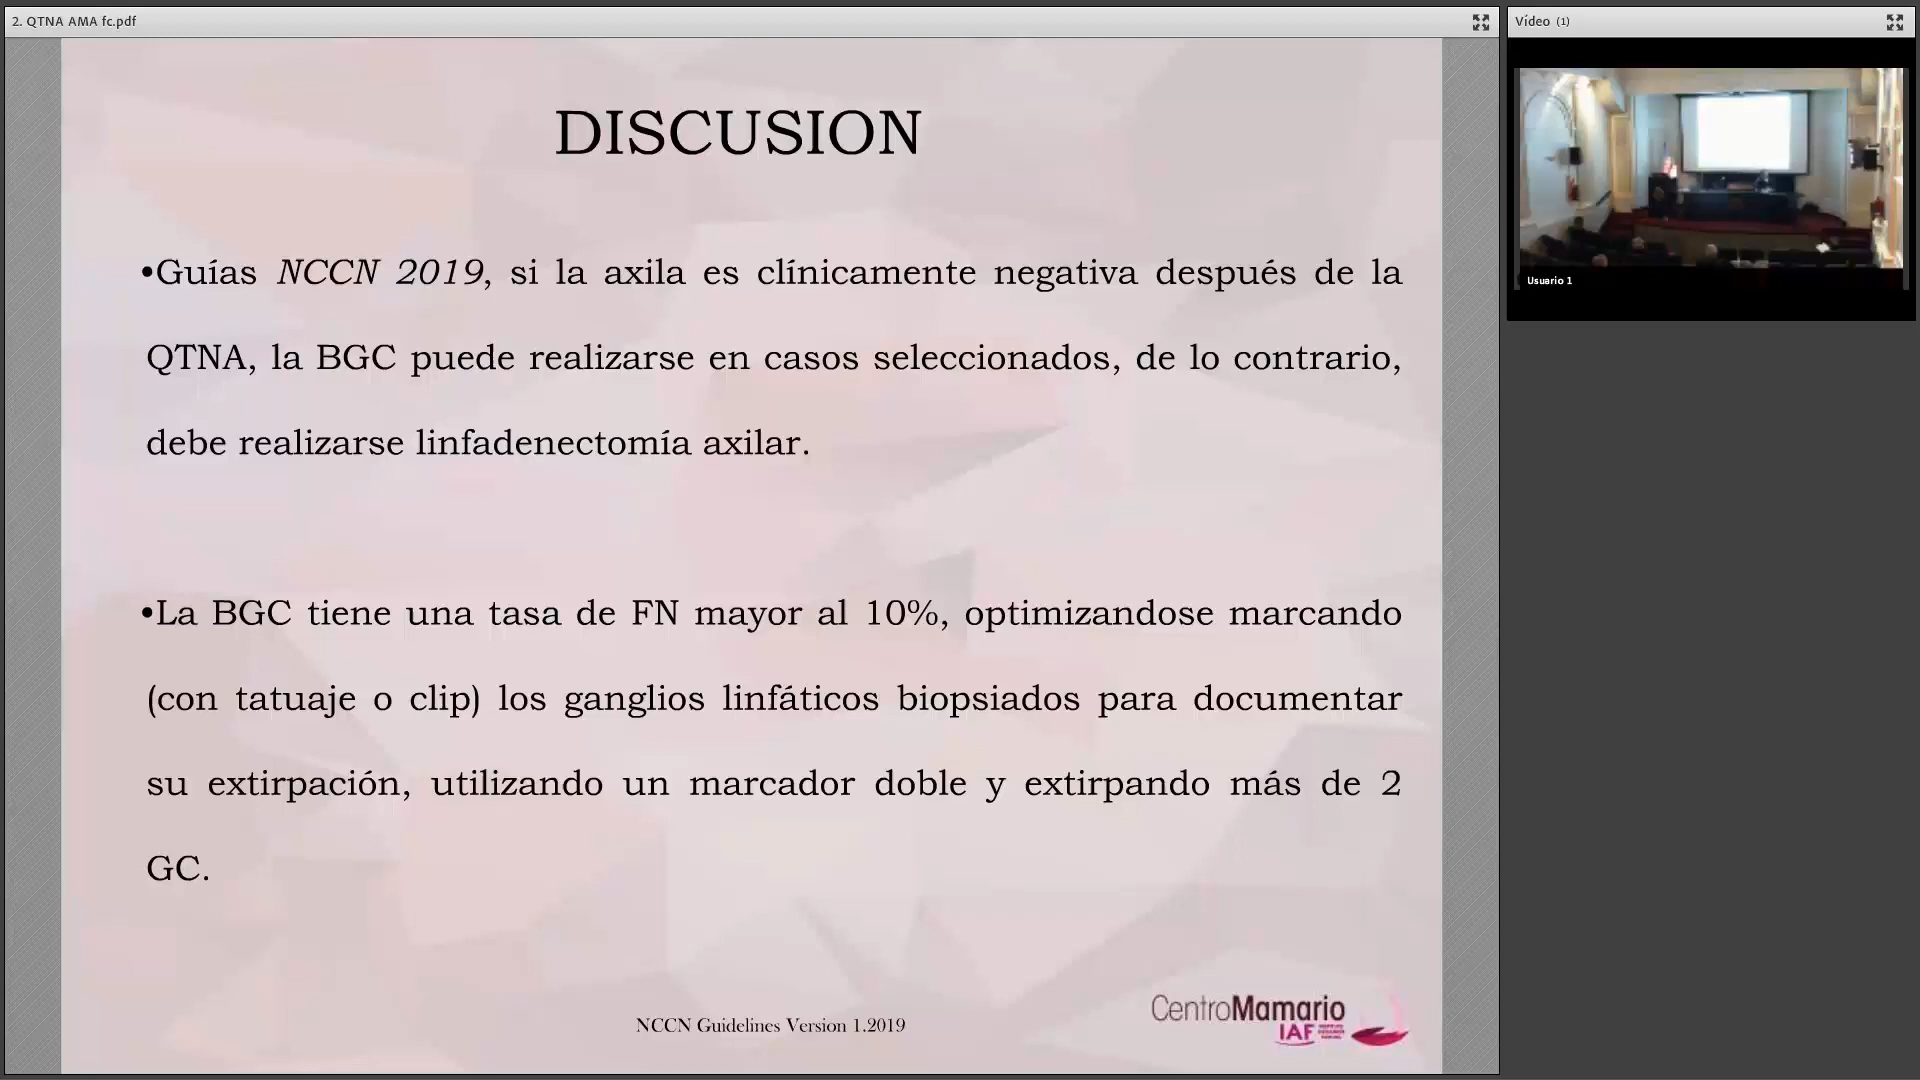 2. QTNA AMA fc.pdf
Vídeo (1)
DISCUSION
•Guías NCCN 2019, si la axila es clínicamente negativa después de la
QTNA, la BGC puede realizarse en casos seleccionados, de lo contrario,
debe realizarse linfadenectomía axilar.
•La BGC tiene una tasa de FN mayor al 10%, optimizandose marcando
(con tatuaje o clip) los ganglios linfáticos biopsiados para documentar
su extirpación, utilizando un marcador doble y extirpando más de 2
GC.
NCCN Guidelines Version 1.2019
CentroMamario
IAF
Usuario 1